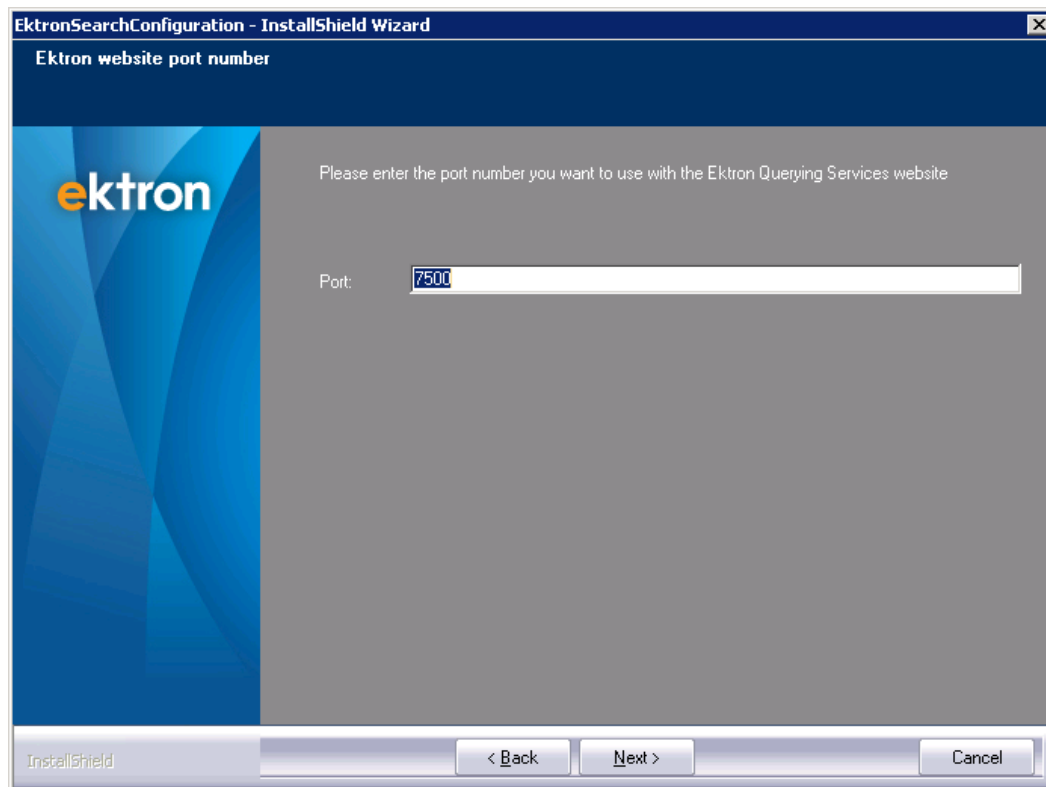 EktronSearchConfiguration - InstallShield Wizard
Ektron website port number
ektron
Please enter the port number you want to use with the Ektron Querying Services website
Port: 7500
InstallShield
< Back Next > Cancel